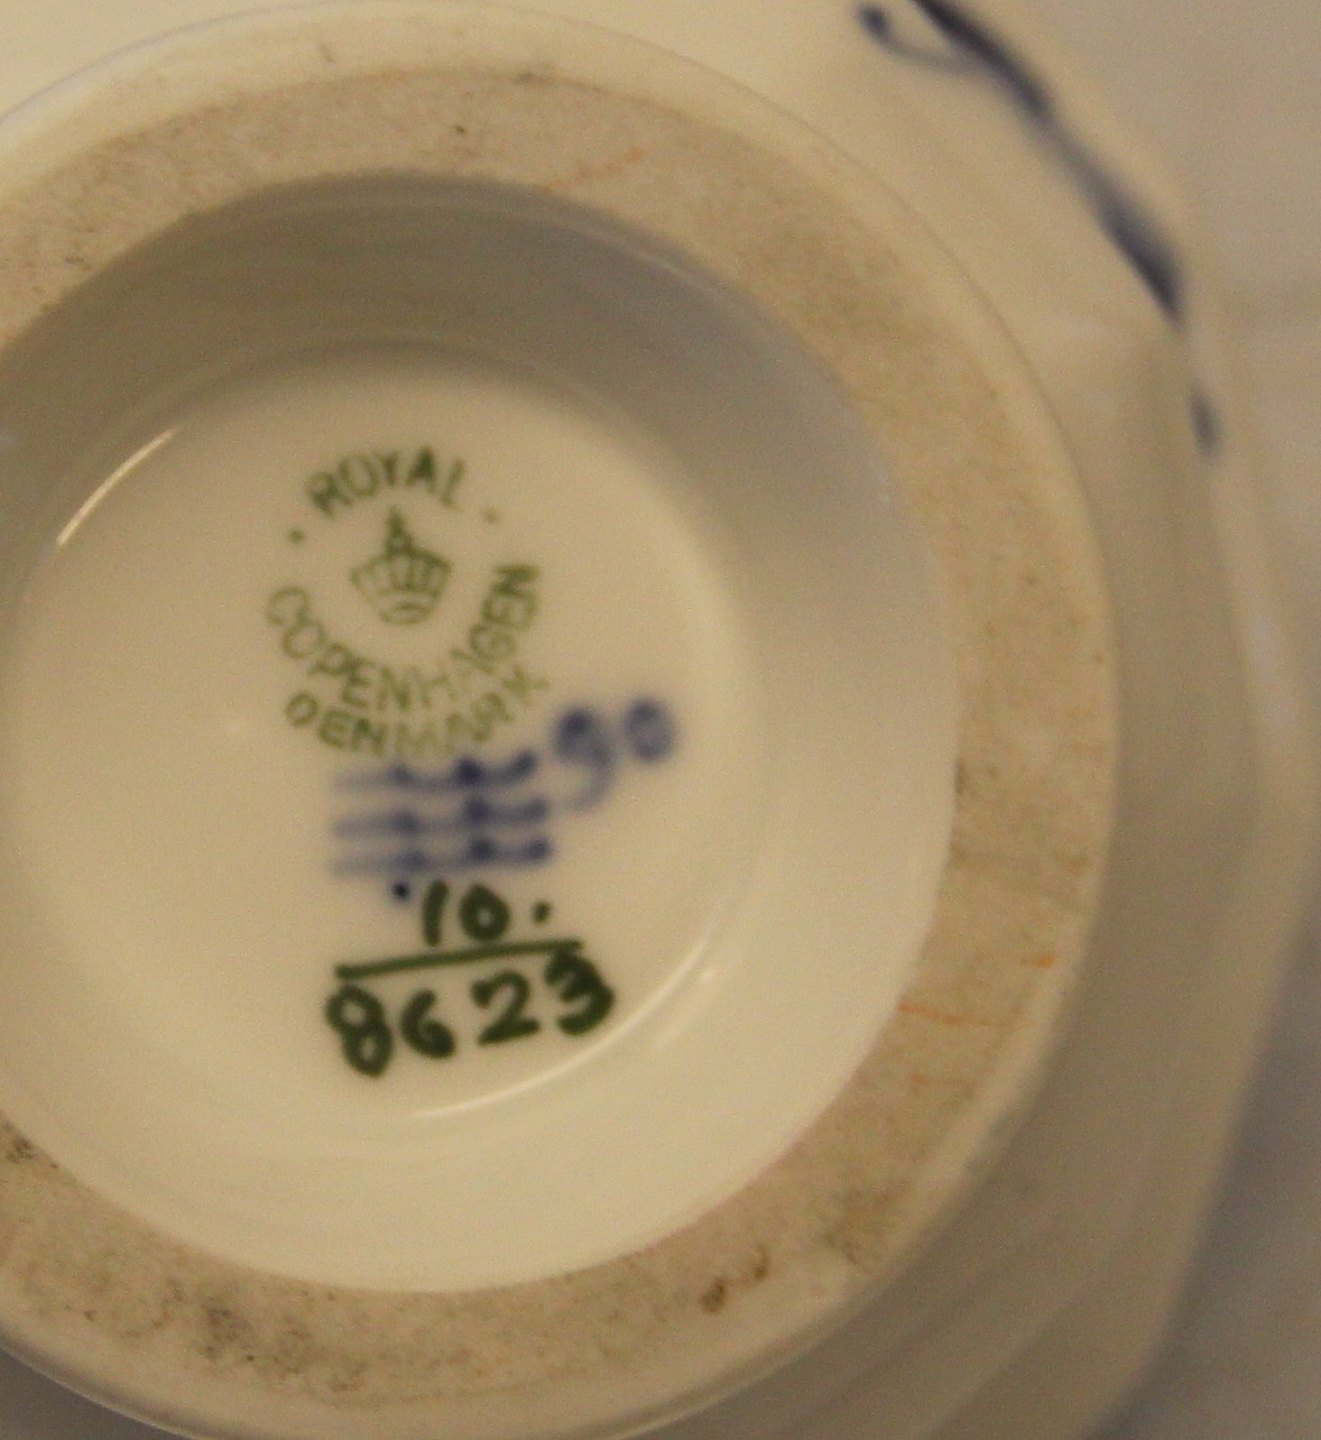 · ROYAL ·
COPENHAGEN
DENMARK
90
10.
8623